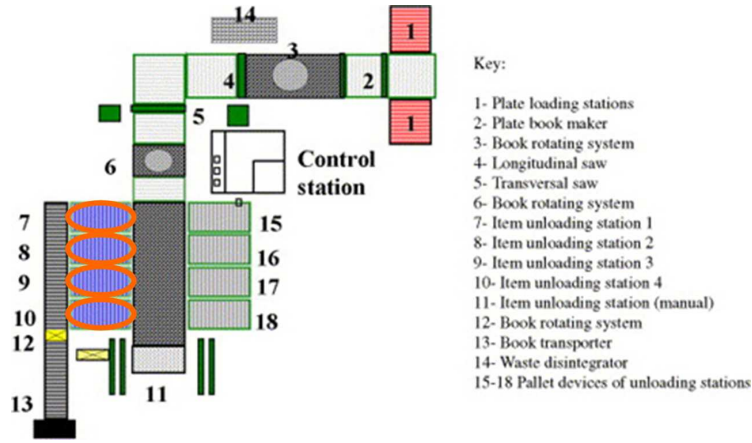 14
1
3
4
2
5
1
6
Control
station
7
15
8
16
9
17
10
18
12
11
13
Key:
1- Plate loading stations
2- Plate book maker
3- Book rotating system
4- Longitudinal saw
5- Transversal saw
6- Book rotating system
7- Item unloading station 1
8- Item unloading station 2
9- Item unloading station 3
10- Item unloading station 4
11- Item unloading station (manual)
12- Book rotating system
13- Book transporter
14- Waste disintegrator
15-18 Pallet devices of unloading stations